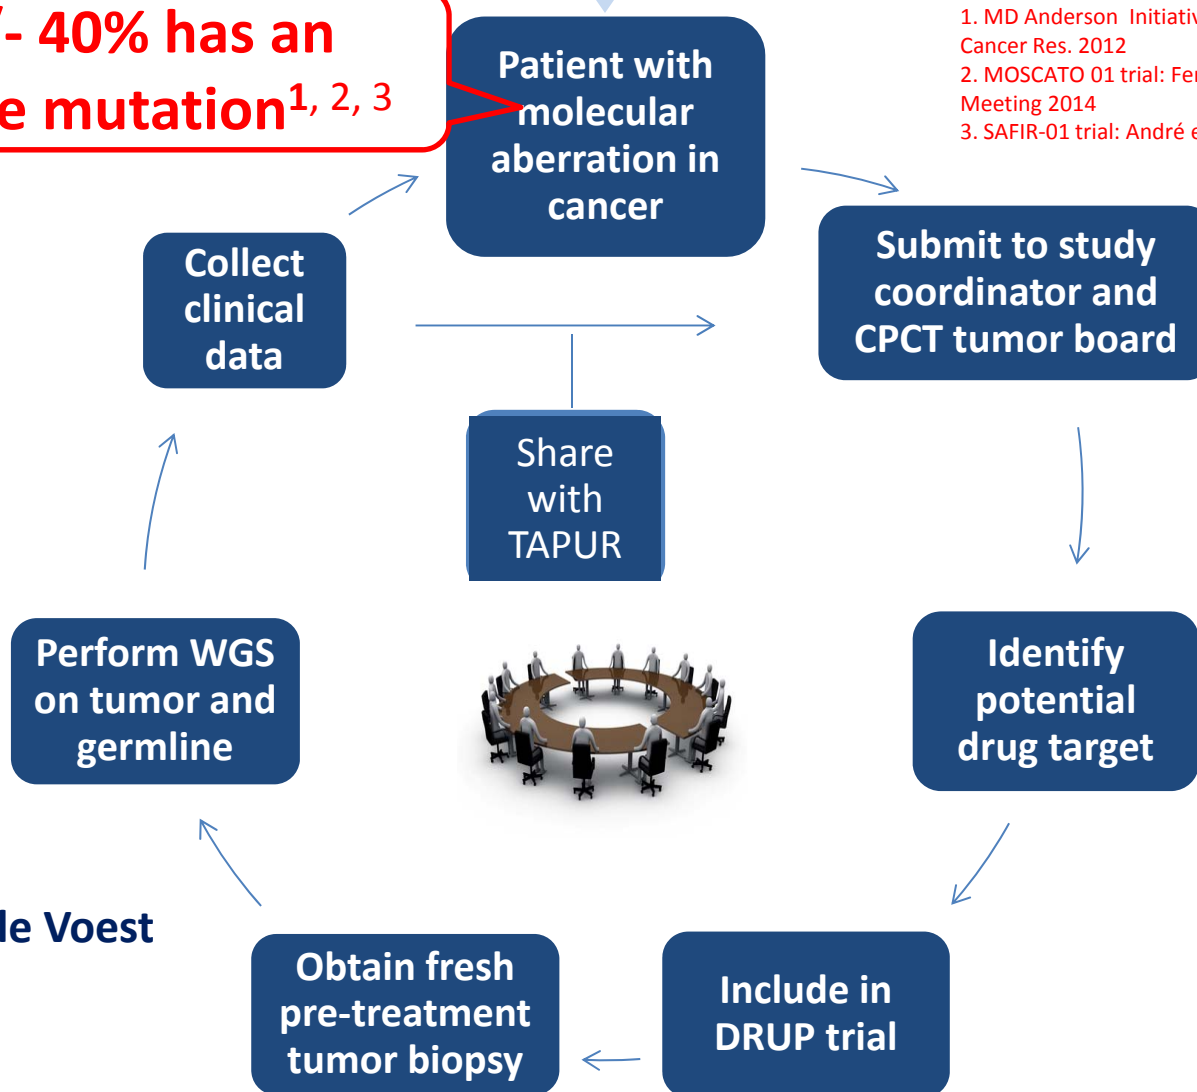 - 40% has an
mutation1, 2, 3
1. MD Anderson
Cancer Res. 2012
2. MOSCATO 01 trial:
Meeting 2014
3. SAFIR-01 trial: André
Patient with
molecular
aberration in
cancer
Submit to study
coordinator and
CPCT tumor board
Identify
potential
drug target
Include in
DRUP trial
Obtain fresh
pre-treatment
tumor biopsy
Perform WGS
on tumor and
germline
Collect
clinical
data
Share
with
TAPUR
Voest